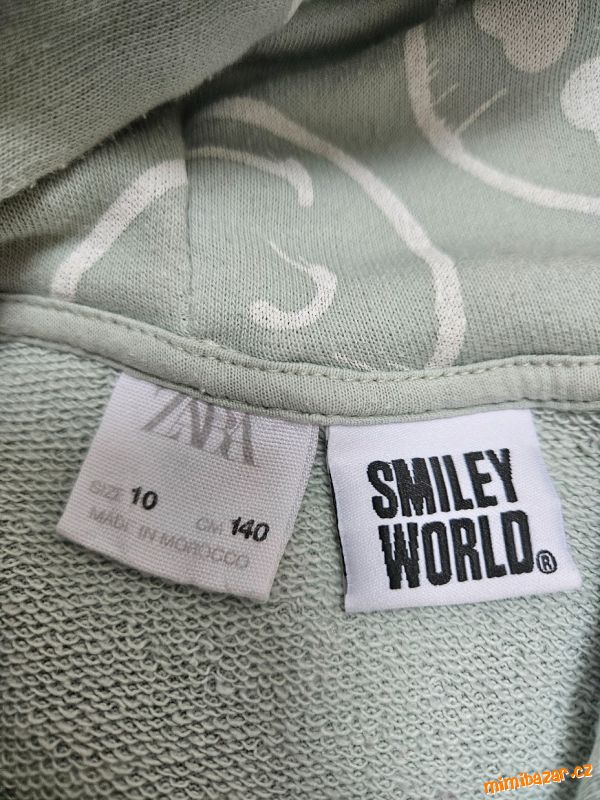 ZARA
SIZE 10 CM 140
MADE IN MOROCCO
SMILEY
WORLD®
mimibazar.cz